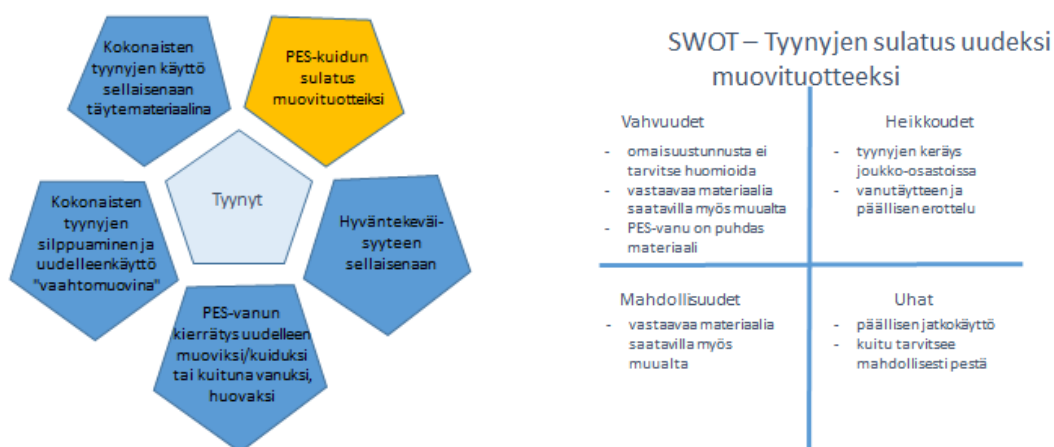 Kokonaisten
tyynyjen käyttö
sellaisenaan
täytemateriaalina
PES-kuidun
sulatus
muovituotteiksi
Tyynyt
Kokonaisten
tyynyjen
silppuaminen ja
uudelleenkäyttö
"vaahtomuovina"
Hyväntekeväi-
syyteen
sellaisenaan
PES-vanun
kierrätys uudelleen
muoviksi/kuiduksi
tai kuituna vanuksi,
huovaksi
SWOT – Tyynyjen sulatus uudeksi
muovituotteeksi
Vahvuudet
- omaisuustunnusta ei
tarvitse huomioida
- vastaavaa materiaalia
saatavilla myös muualta
- PES-vanu on puhdas
materiaali
Heikkoudet
- tyynyjen keräys
joukko-osastoissa
- vanutäytteen ja
päällisen erottelu
Mahdollisuudet
- vastaavaa materiaalia
saatavilla myös
muualta
Uhat
- päällisen jatkokäyttö
- kuitu tarvitsee
mahdollisesti pestä